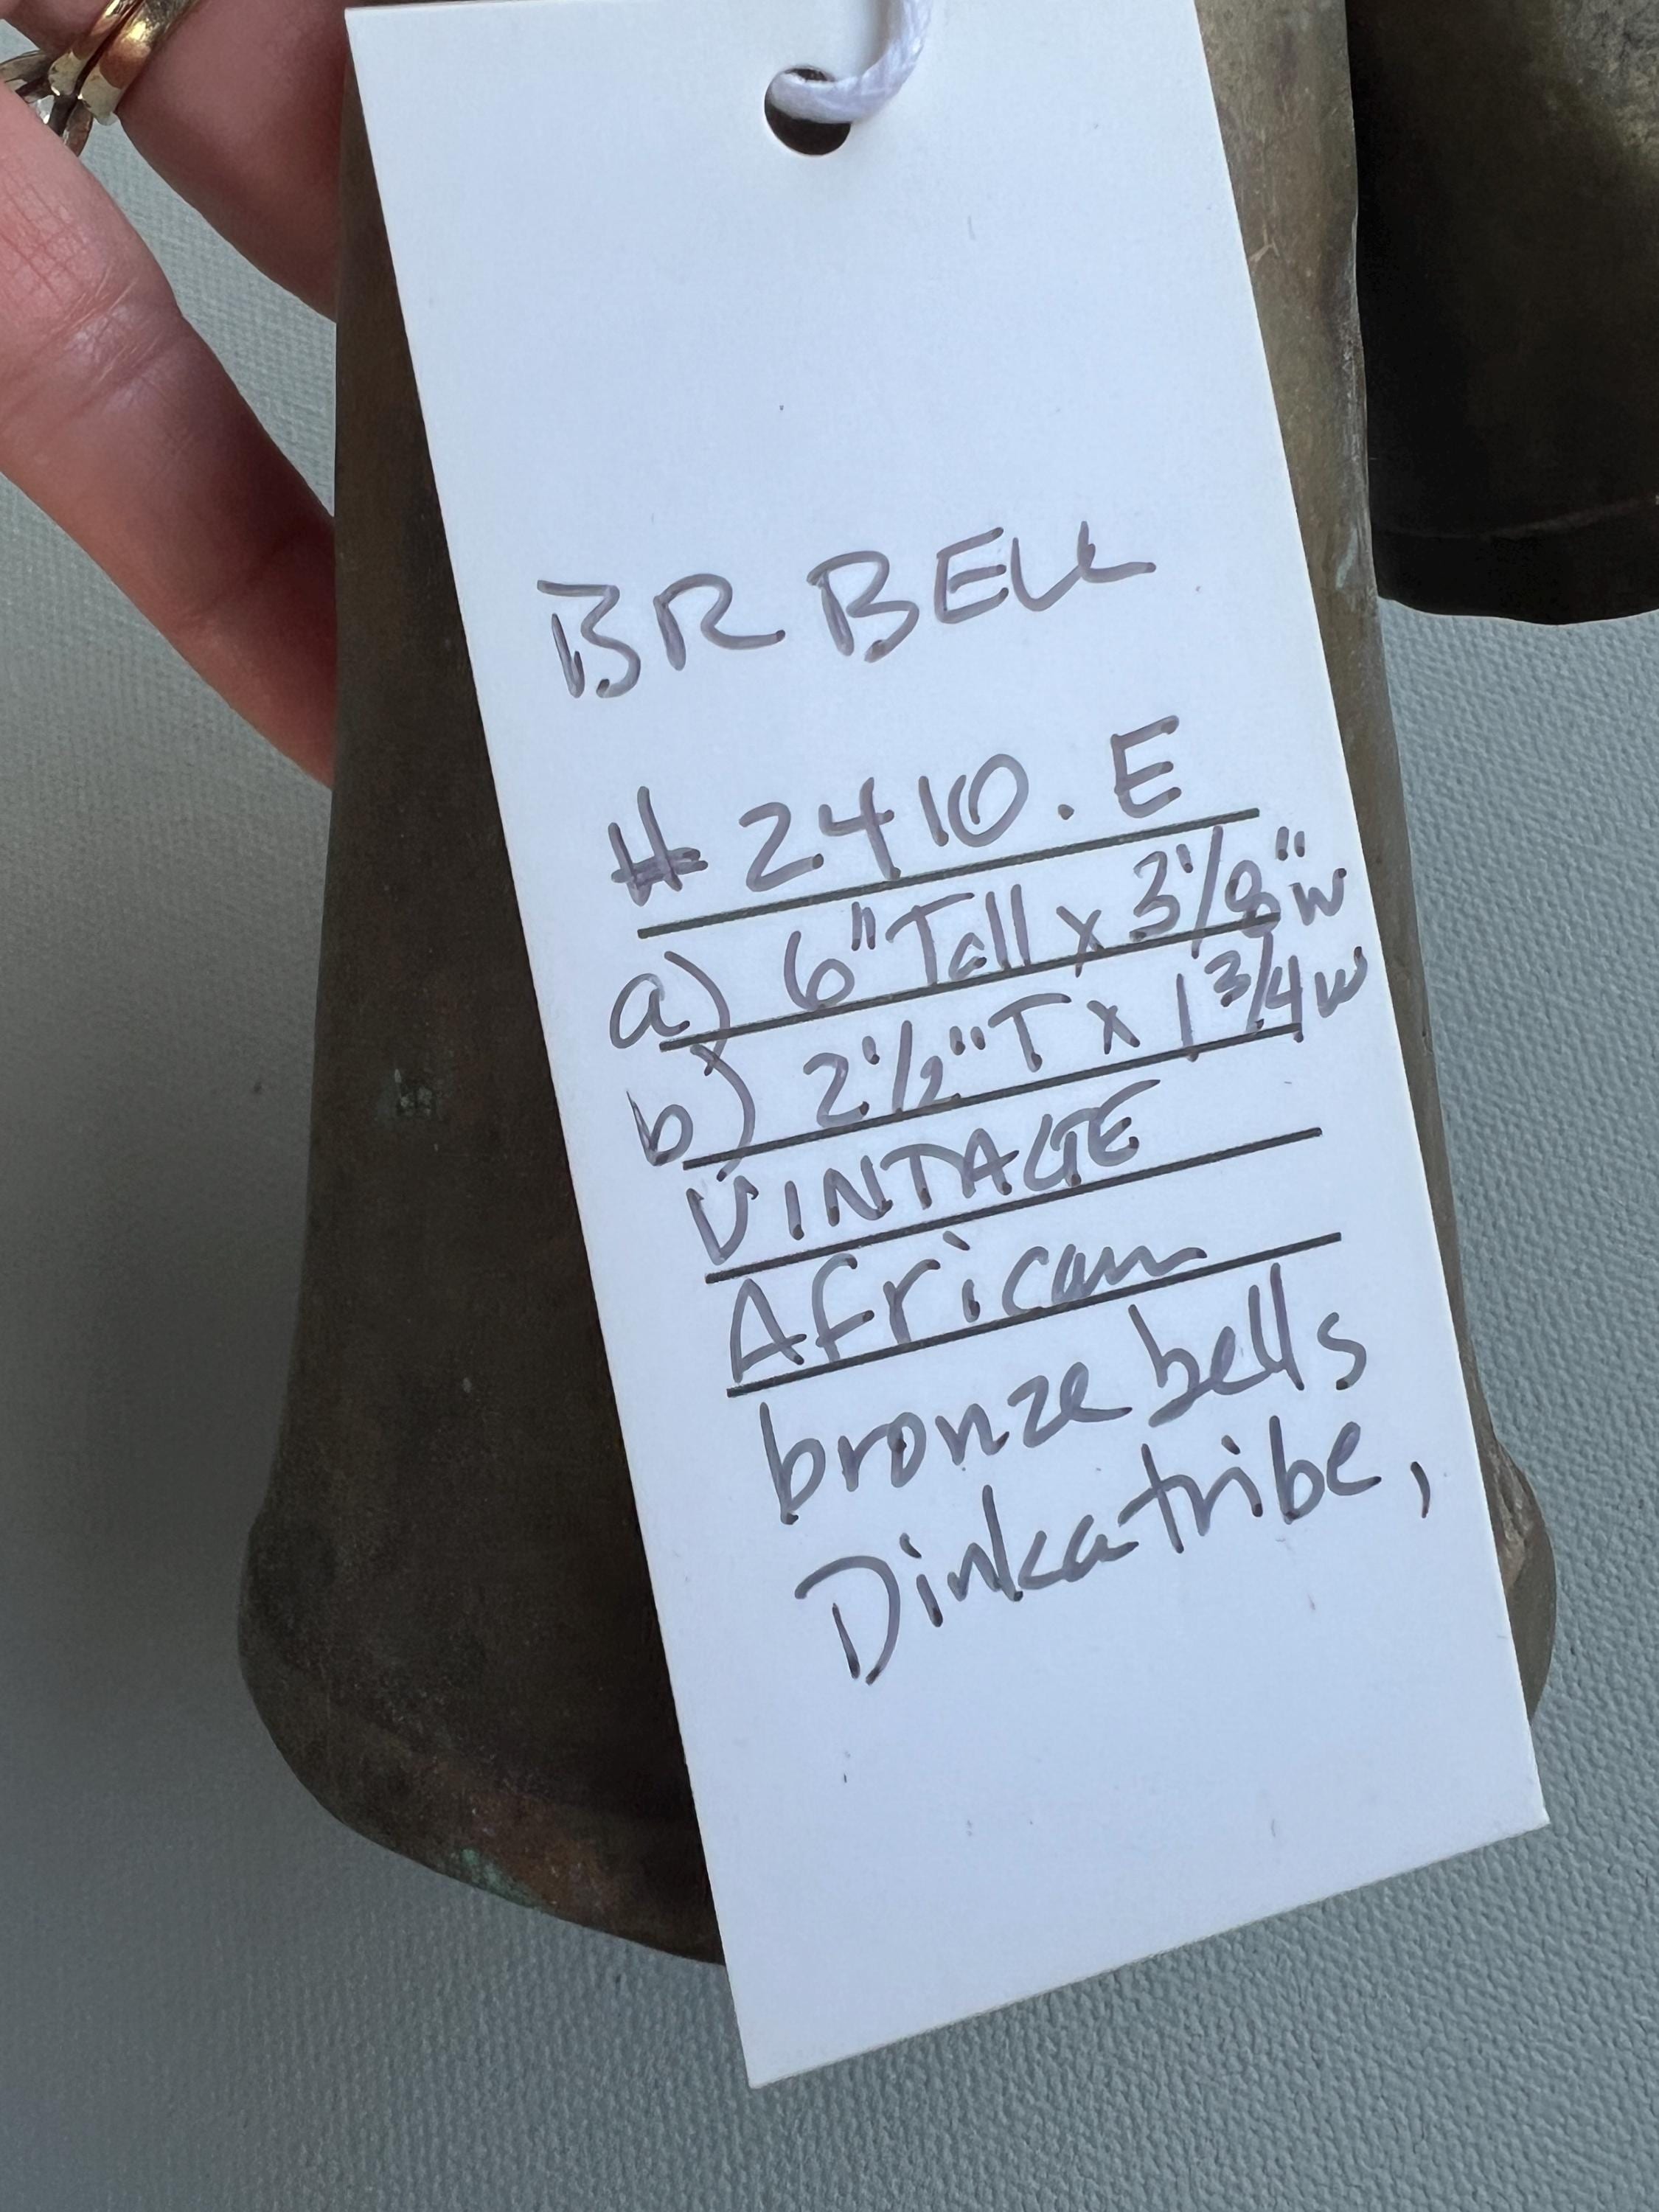 BR BELL
# 2410.E
a) 6" Tall x 3 1/8" W
b) 2 1/2" T x 1 3/4 W
VINTAGE
African
bronze bells
Dinka tribe,